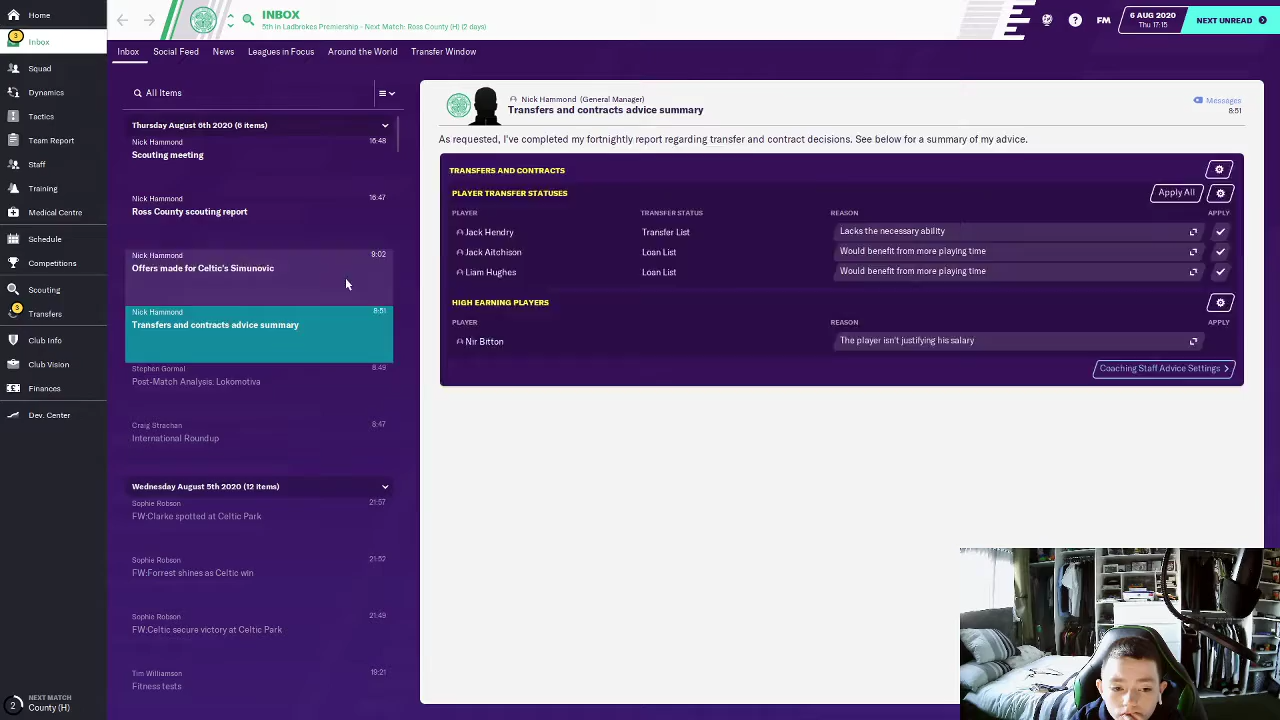 INBOX
5th in Ladbrokes Premiership - Next Match: Ross County (H) (2 days)
FM
6 AUG 2020
Thu 17:15
NEXT UNREAD
3
Inbox
Squad
Dynamics
Tactics
Team Report
Staff
Training
Medical Centre
Schedule
Competitions
Scouting
3
Transfers
Club Info
Club Vision
Finances
Dev. Center
2
NEXT MATCH
County (H)
Inbox
Social Feed
News
Leagues in Focus
Around the World
Transfer Window
All Items
Thursday August 6th 2020 (6 items)
Nick Hammond 16:48
Scouting meeting
Nick Hammond 16:47
Ross County scouting report
Nick Hammond 9:02
Offers made for Celtic's Simunovic
Nick Hammond 8:51
Transfers and contracts advice summary
Stephen Gormal 8:49
Post-Match Analysis, Lokomotiva
Craig Strachan 8:47
International Roundup
Wednesday August 5th 2020 (12 items)
Sophie Robson 21:57
FW:Clarke spotted at Celtic Park
Sophie Robson 21:52
FW:Forrest shines as Celtic win
Sophie Robson 21:49
FW:Celtic secure victory at Celtic Park
Tim Williamson 19:21
Fitness tests
Nick Hammond (General Manager)
Transfers and contracts advice summary
Messages
8:51
As requested, I've completed my fortnightly report regarding transfer and contract decisions. See below for a summary of my advice.
TRANSFERS AND CONTRACTS
PLAYER TRANSFER STATUSES
Apply All
PLAYER TRANSFER STATUS REASON APPLY
Jack Hendry Transfer List Lacks the necessary ability
Jack Aitchison Loan List Would benefit from more playing time
Liam Hughes Loan List Would benefit from more playing time
HIGH EARNING PLAYERS
PLAYER REASON APPLY
Nir Bitton The player isn't justifying his salary
Coaching Staff Advice Settings